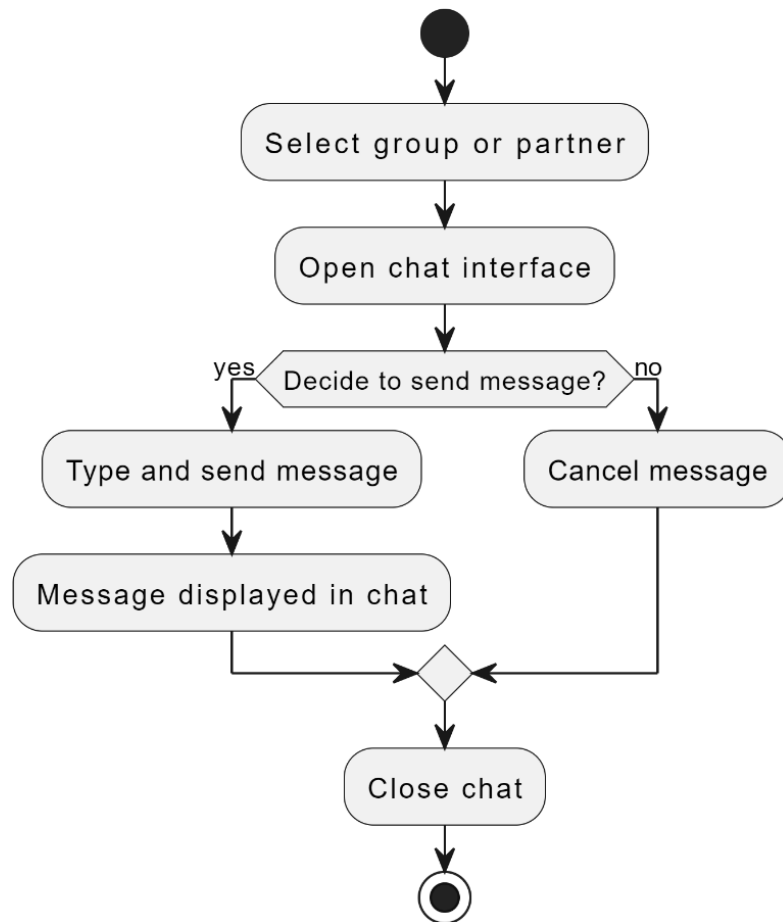 Select group or partner
Open chat interface
yes
Decide to send message?
no
Type and send message
Cancel message
Message displayed in chat
Close chat